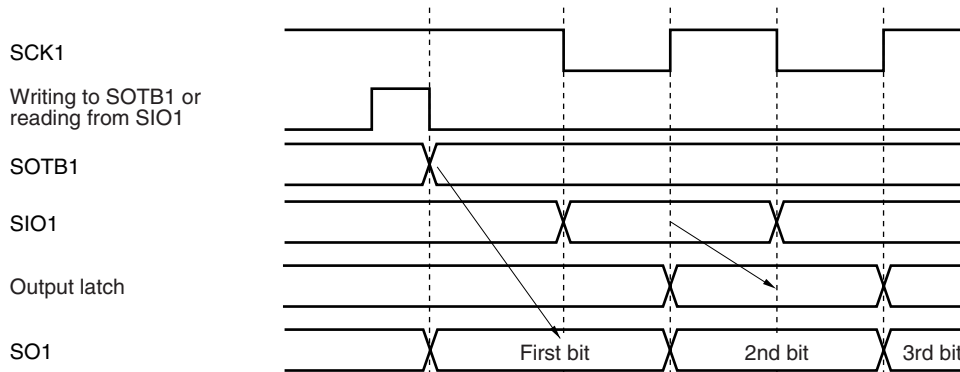 SCK1
Writing to SOTB1 or
reading from SIO1
SOTB1
SIO1
Output latch
SO1
First bit
2nd bit
3rd bit